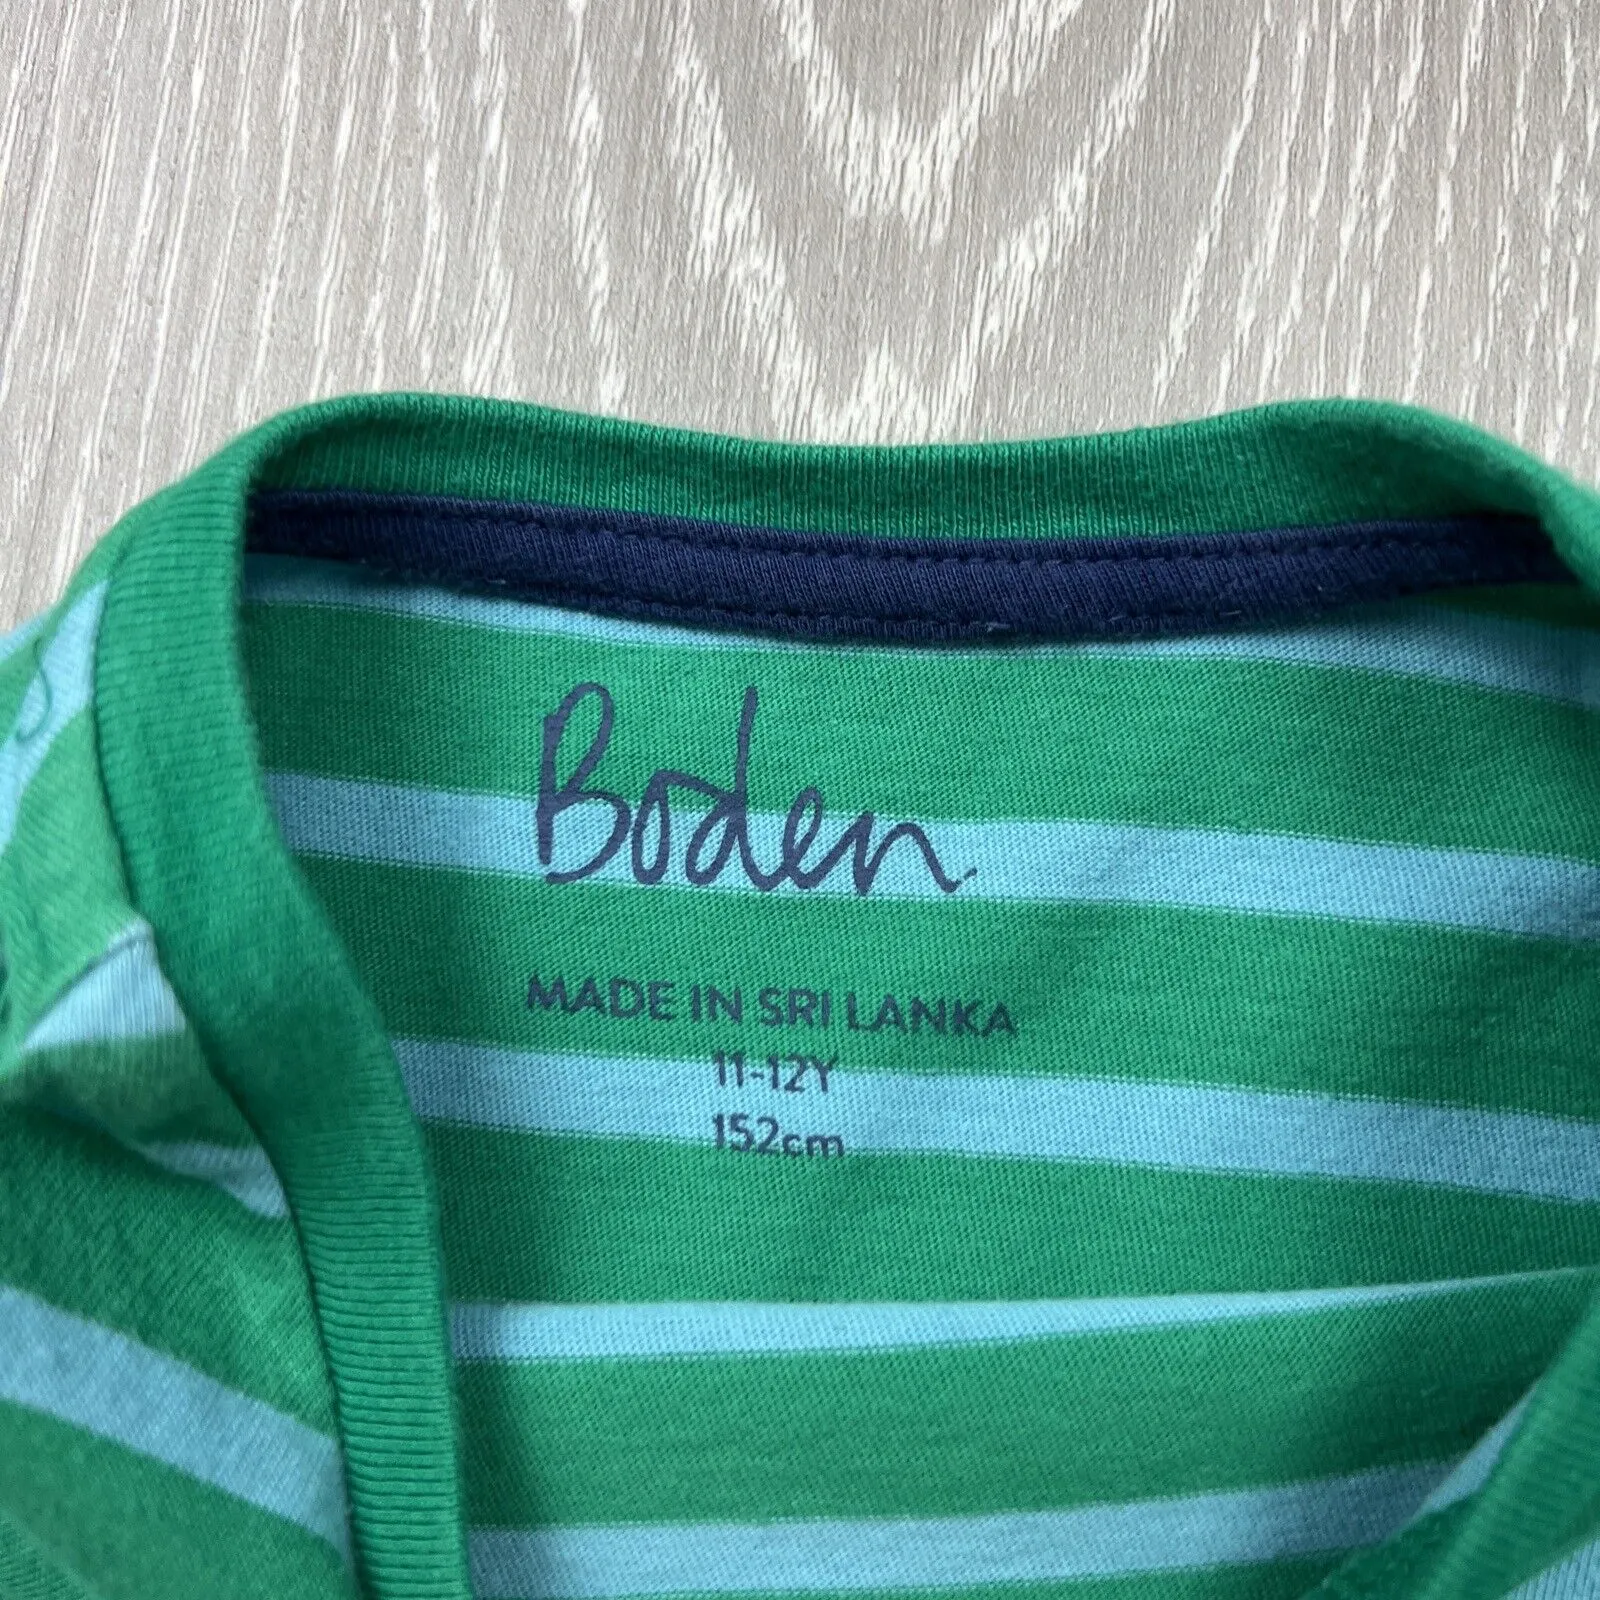 Boden
MADE IN SRI LANKA
11-12Y
152cm